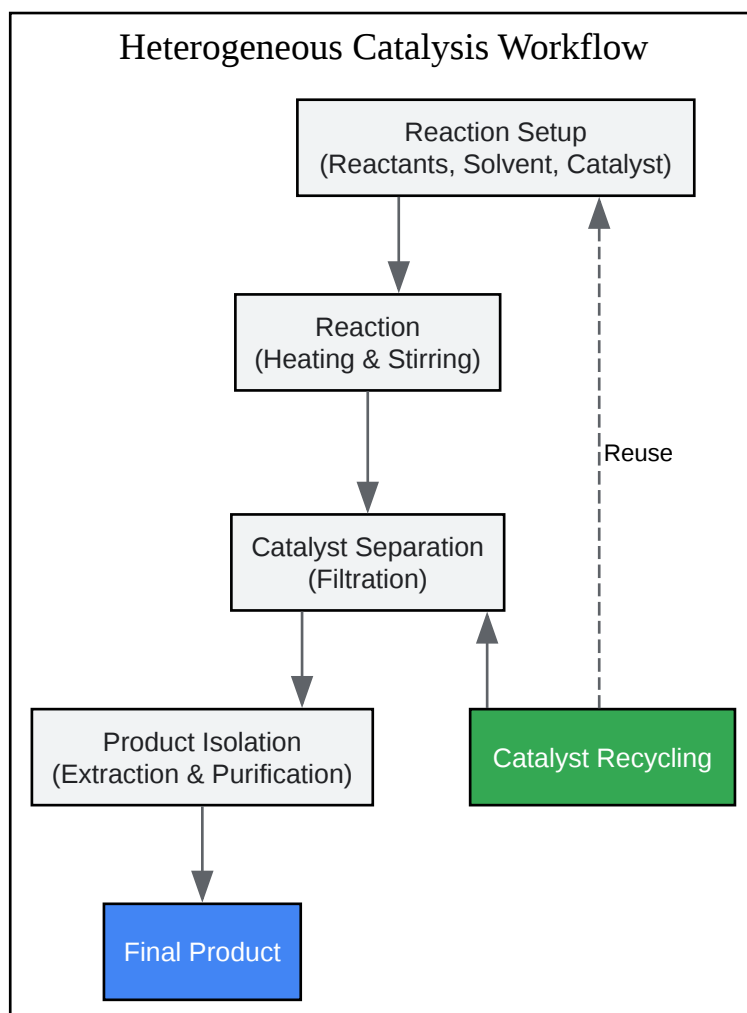 Heterogeneous Catalysis Workflow
Reaction Setup
(Reactants, Solvent, Catalyst)
Reaction
(Heating & Stirring)
Reuse
Catalyst Separation
(Filtration)
Product Isolation
(Extraction & Purification)
Catalyst Recycling
Final Product